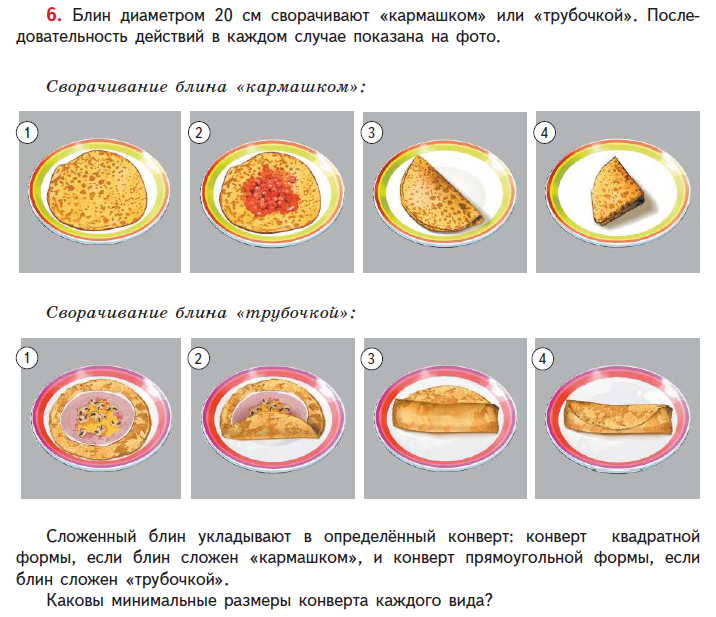 6. Блин диаметром 20 см сворачивают «кармашком» или «трубочкой». После-
довательность действий в каждом случае показана на фото.
Сворачивание блина «кармашком»:
1 2 3 4
Сворачивание блина «трубочкой»:
1 2 3 4
Сложенный блин укладывают в определённый конверт: конверт квадратной
формы, если блин сложен «кармашком», и конверт прямоугольной формы, если
блин сложен «трубочкой».
Каковы минимальные размеры конверта каждого вида?